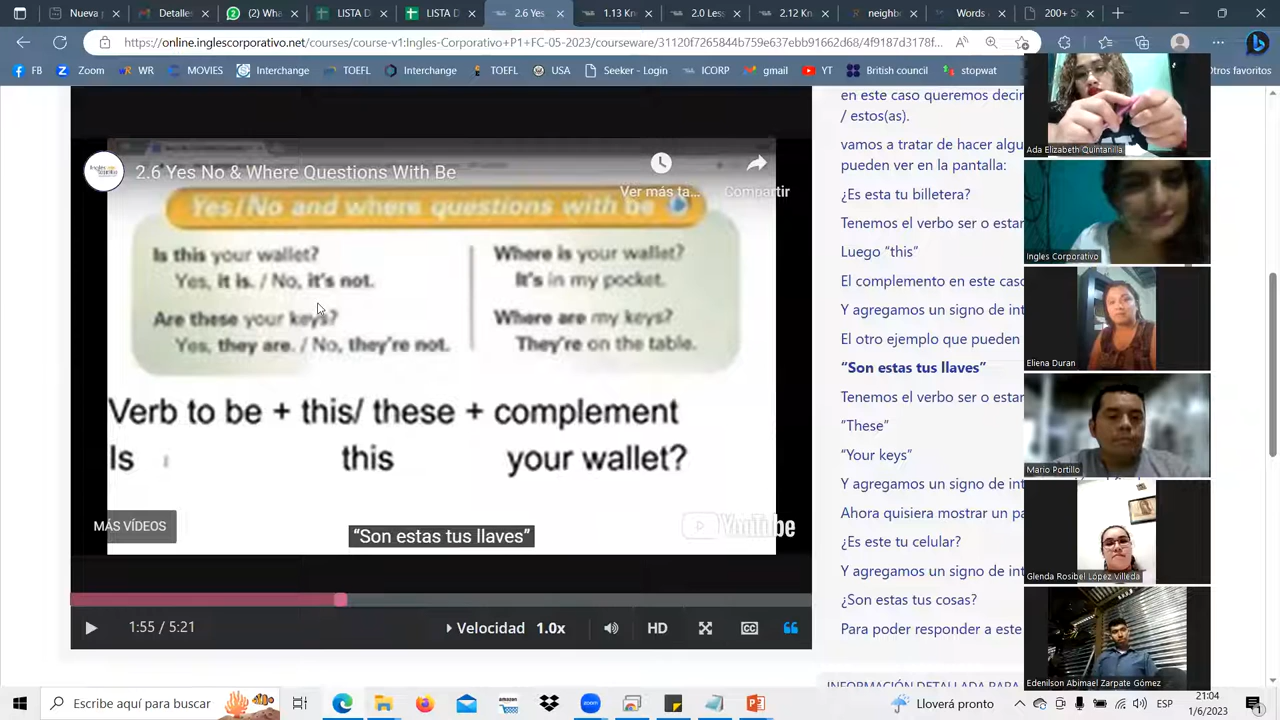 Nueva p
Detalles
(2) Wha
LISTA D
LISTA D
2.6 Yes
1.13 Kn
2.0 Les
2.12 Kn
neighb
Words
200+ S
https://online.inglescorporativo.net/courses/course-v1:Ingles-Corporativo+P1+FC-05-2023/courseware/31120f7265844b759e637ebb91662d68/4f9187d3178f...
FB
Zoom
WR
MOVIES
Interchange
TOEFL
Interchange
TOEFL
USA
Seeker - Login
ICORP
gmail
YT
British council
stopwat
Otros favoritos
2.6 Yes No & Where Questions With Be
Ver más ta...
Compartir
Yes/No and where questions with be
Is this your wallet?
Yes, it is. / No, it's not.
Are these your keys?
Yes, they are. / No, they're not.
Where is your wallet?
It's in my pocket.
Where are my keys?
They're on the table.
Verb to be + this/ these + complement
Is this your wallet?
MÁS VÍDEOS
YouTube
“Son estas tus llaves”
1:55 / 5:21
Velocidad 1.0x
HD
CC
en este caso queremos decir
/ estos(as).
vamos a tratar de hacer algu
pueden ver en la pantalla:
¿Es esta tu billetera?
Tenemos el verbo ser o estar
Luego “this”
El complemento en este caso
Y agregamos un signo de int
El otro ejemplo que pueden
“Son estas tus llaves”
Tenemos el verbo ser o estar
“These”
“Your keys”
Y agregamos un signo de int
Ahora quisiera mostrar un pa
¿Es este tu celular?
Y agregamos un signo de int
¿Son estas tus cosas?
Para poder responder a este
INFORMACIÓN DETALLADA PARA
Ada Elizabeth Quintanilla
Ingles Corporativo
Eliena Duran
Mario Portillo
Glenda Rosibel López Villeda
Edenilson Abimael Zarpate Gómez
Escribe aquí para buscar
amazon
Lloverá pronto
ESP
21:04
1/6/2023